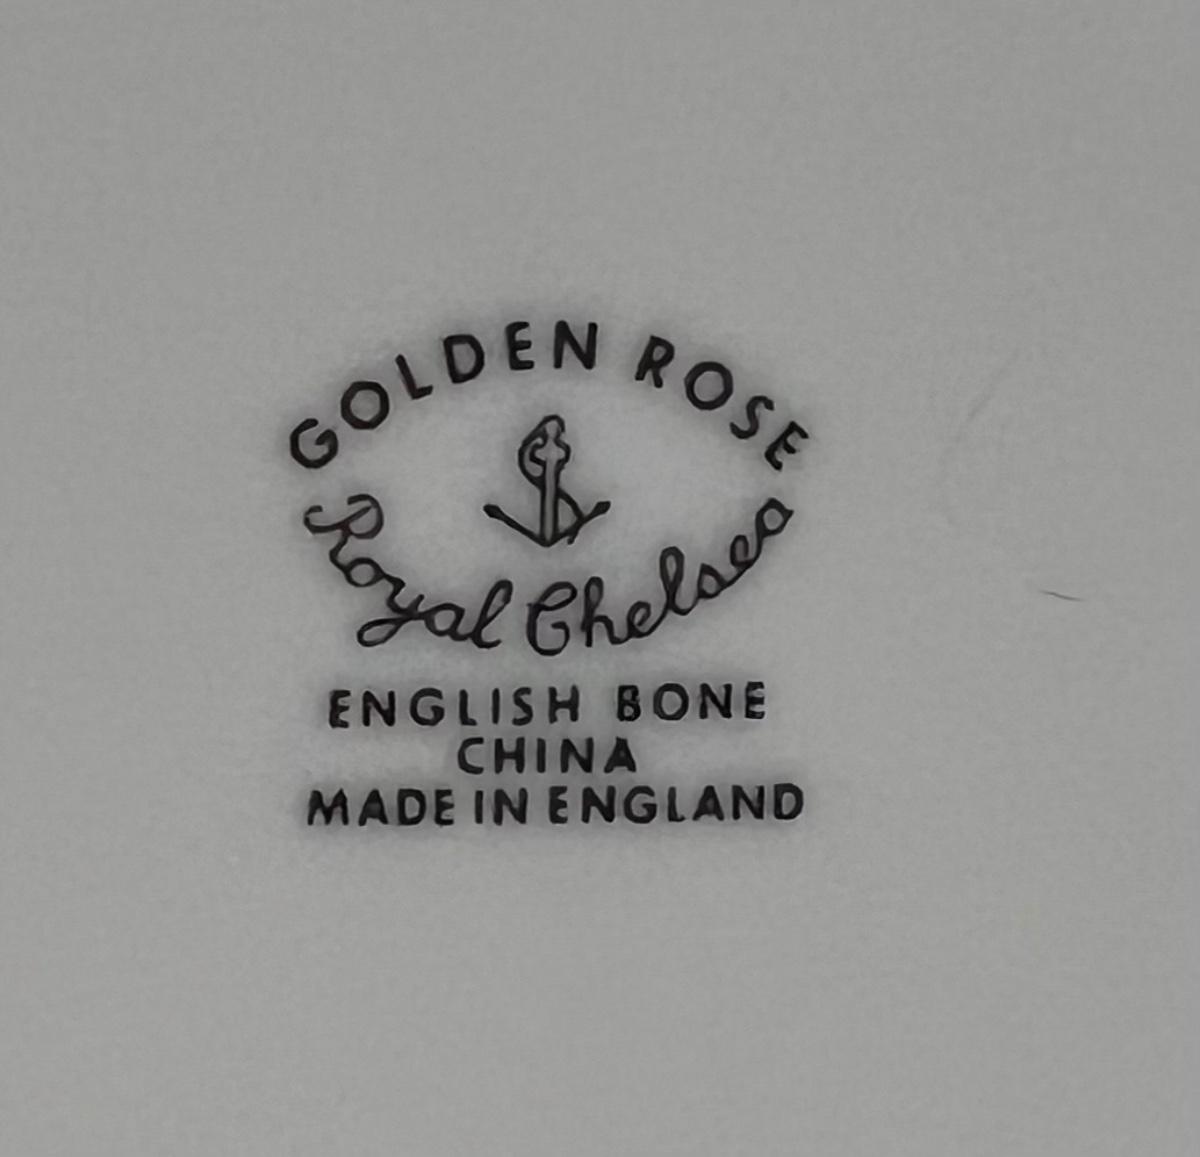 GOLDEN ROSE
Royal Chelsea
ENGLISH BONE
CHINA
MADE IN ENGLAND